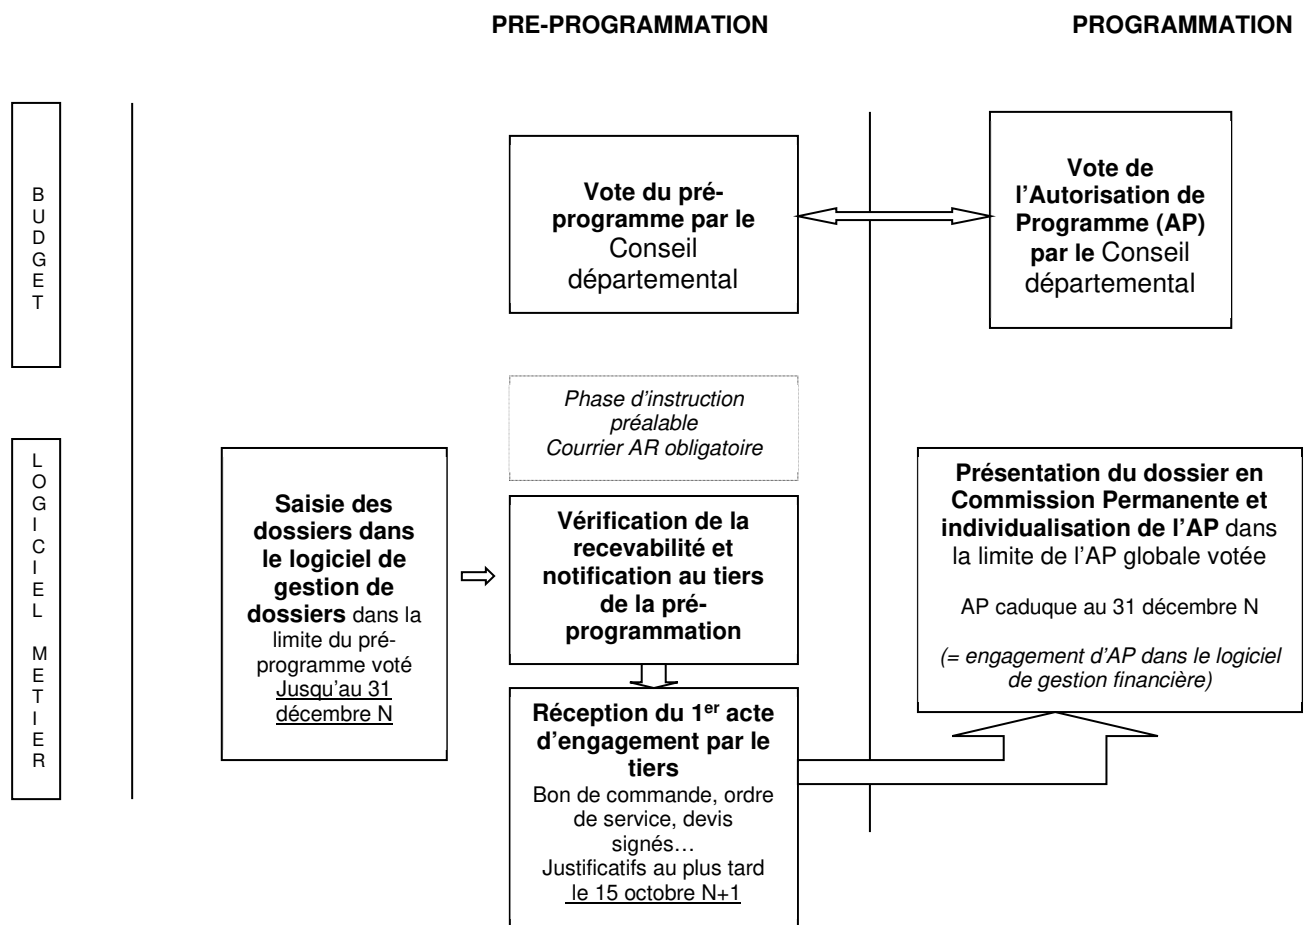 PRE-PROGRAMMATION
PROGRAMMATION
B
U
D
G
E
T
Vote du pré-
programme par le
Conseil
départemental
Vote de
l’Autorisation de
Programme (AP)
par le Conseil
départemental
L
O
G
I
C
I
E
L
M
E
T
I
E
R
Saisie des
dossiers dans
le logiciel de
gestion de
dossiers dans la
limite du pré-
programme voté
Jusqu’au 31
décembre N
Phase d’instruction
préalable
Courrier AR obligatoire
Vérification de la
recevabilité et
notification au tiers
de la pré-
programmation
Réception du 1er acte
d’engagement par le
tiers
Bon de commande, ordre
de service, devis
signés…
Justificatifs au plus tard
le 15 octobre N+1
Présentation du dossier en
Commission Permanente et
individualisation de l’AP dans
la limite de l’AP globale votée
AP caduque au 31 décembre N
(= engagement d’AP dans le logiciel
de gestion financière)